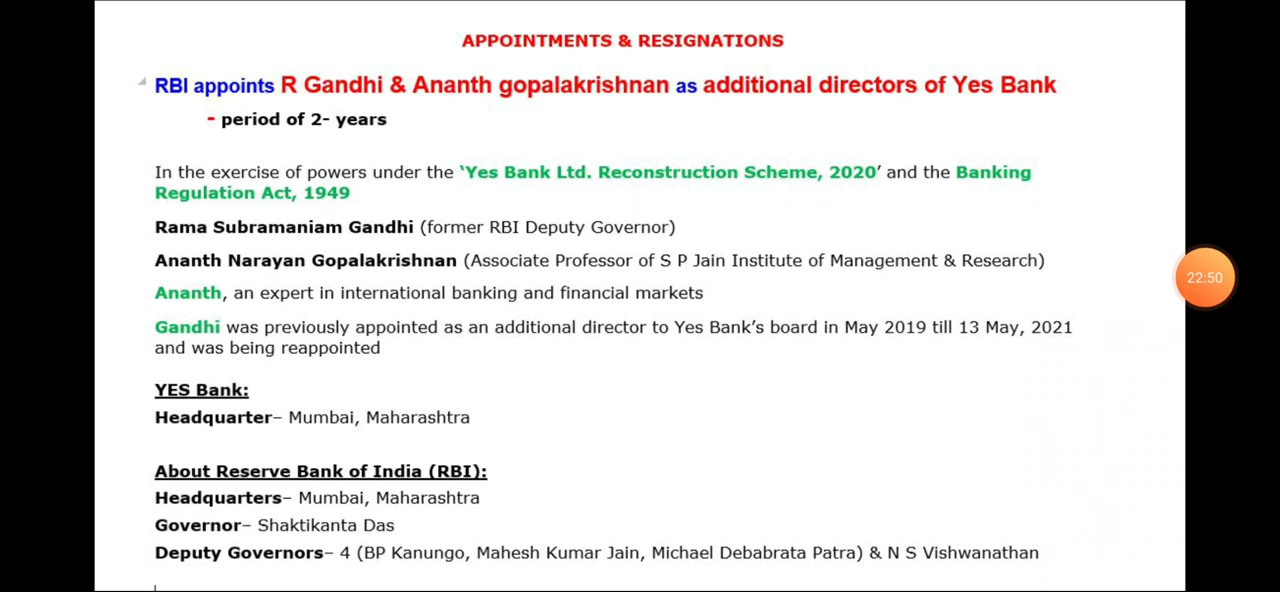 APPOINTMENTS & RESIGNATIONS
RBI appoints R Gandhi & Ananth gopalakrishnan as additional directors of Yes Bank
- period of 2- years
In the exercise of powers under the ‘Yes Bank Ltd. Reconstruction Scheme, 2020’ and the Banking
Regulation Act, 1949
Rama Subramaniam Gandhi (former RBI Deputy Governor)
Ananth Narayan Gopalakrishnan (Associate Professor of S P Jain Institute of Management & Research)
Ananth, an expert in international banking and financial markets
22:50
Gandhi was previously appointed as an additional director to Yes Bank’s board in May 2019 till 13 May, 2021
and was being reappointed
YES Bank:
Headquarter– Mumbai, Maharashtra
About Reserve Bank of India (RBI):
Headquarters– Mumbai, Maharashtra
Governor– Shaktikanta Das
Deputy Governors– 4 (BP Kanungo, Mahesh Kumar Jain, Michael Debabrata Patra) & N S Vishwanathan